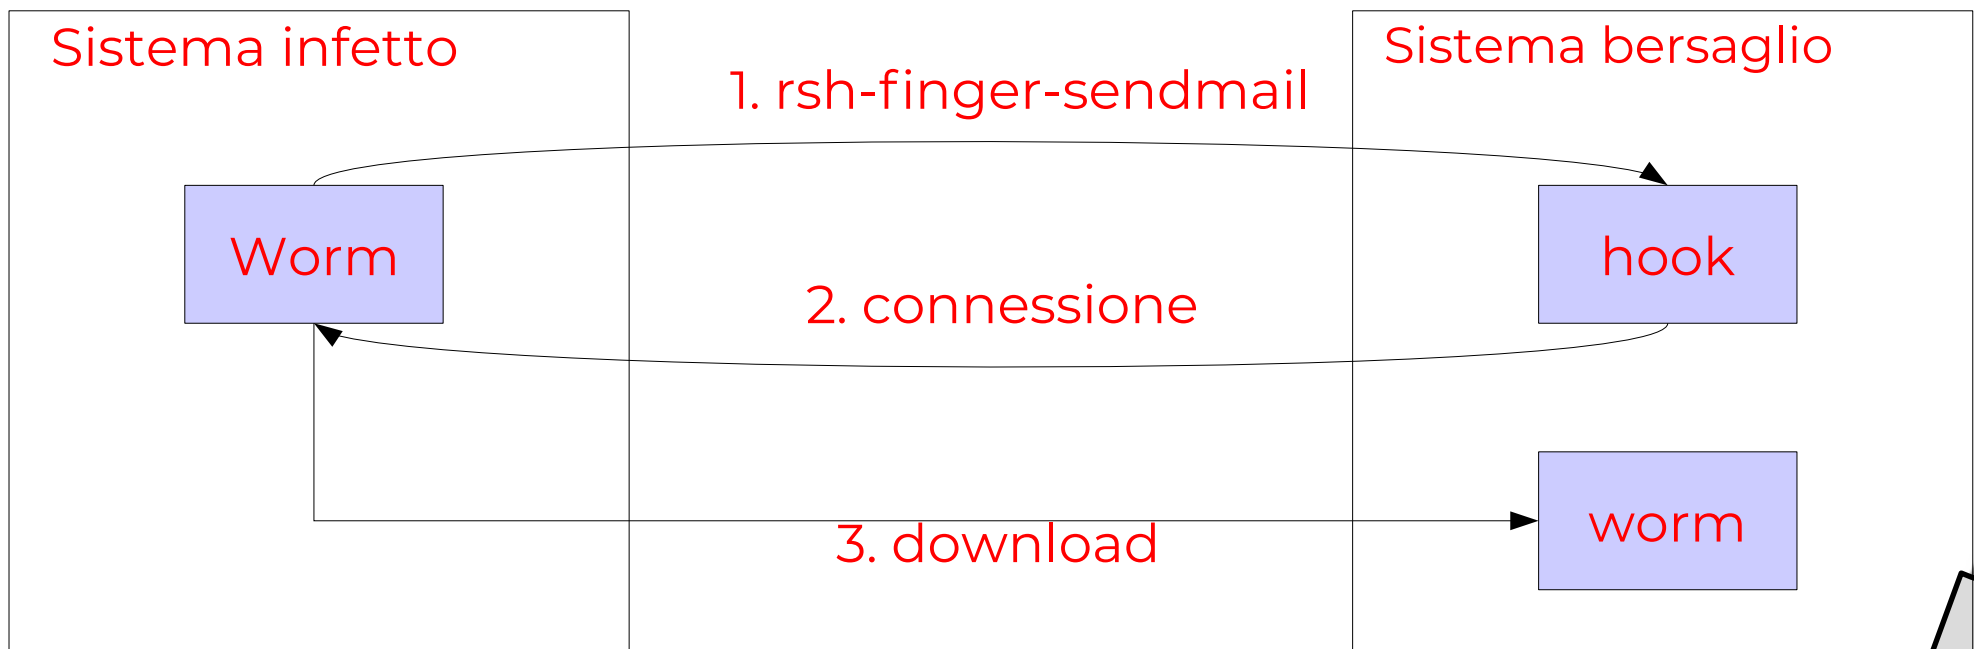 Sistema infetto
Sistema bersaglio
1. rsh-finger-sendmail
Worm
hook
2. connessione
3. download
worm